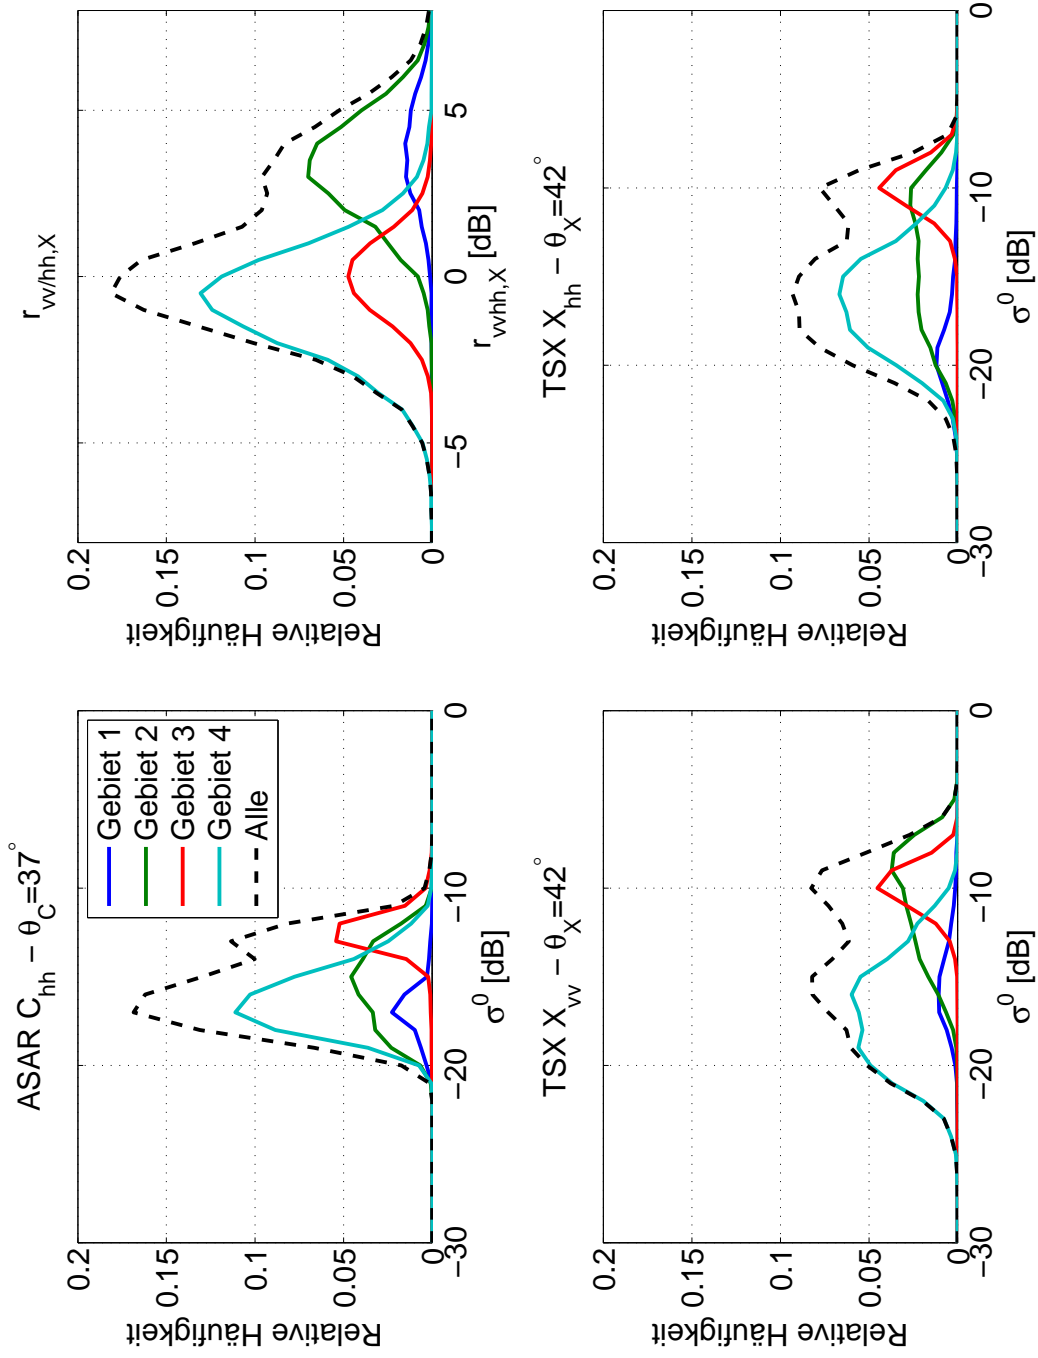 ASAR C_hh − θ_C=37°
Relative Häufigkeit
0.2
0.15
0.1
0.05
0
−30
−20
−10
0
σ^0 [dB]
Gebiet 1
Gebiet 2
Gebiet 3
Gebiet 4
Alle
r_vv/hh,X
Relative Häufigkeit
0.2
0.15
0.1
0.05
0
−5
0
5
r_vvhh,X [dB]
TSX X_vv − θ_X=42°
Relative Häufigkeit
0.2
0.15
0.1
0.05
0
−30
−20
−10
0
σ^0 [dB]
TSX X_hh − θ_X=42°
Relative Häufigkeit
0.2
0.15
0.1
0.05
0
−30
−20
−10
0
σ^0 [dB]